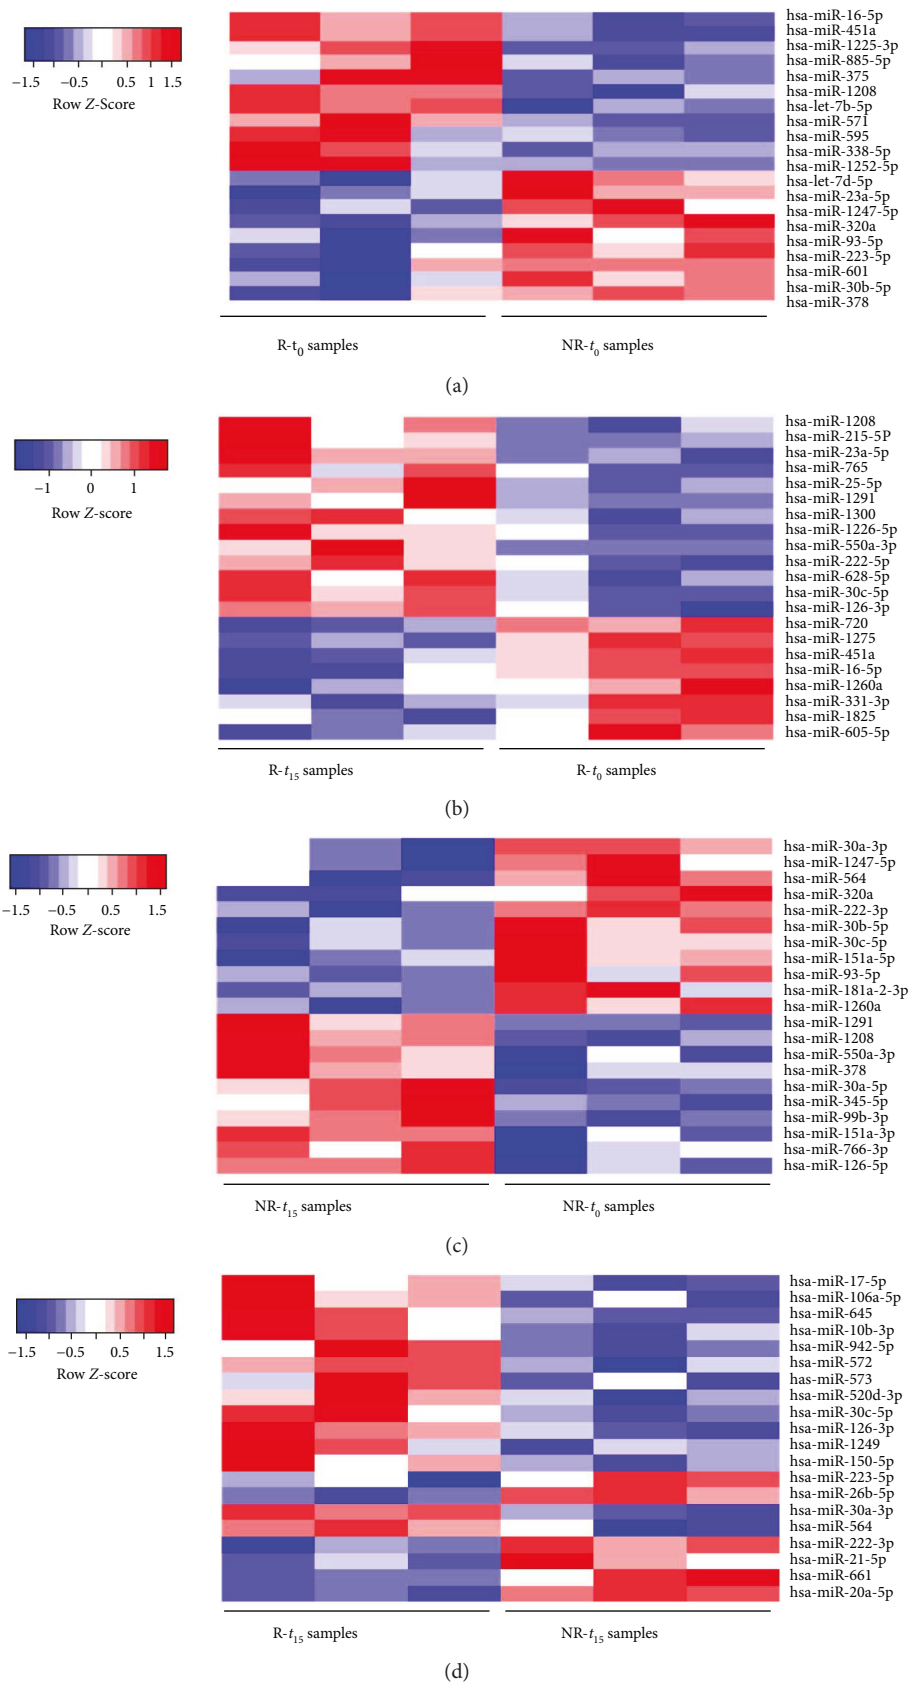 hsa-miR-16-5p
hsa-miR-451a
hsa-miR-1225-3p
hsa-miR-885-5p
hsa-miR-375
hsa-miR-1208
hsa-let-7b-5p
hsa-miR-571
hsa-miR-595
hsa-miR-338-5p
hsa-miR-1252-5p
hsa-let-7d-5p
hsa-miR-23a-5p
hsa-miR-1247-5p
hsa-miR-320a
hsa-miR-93-5p
hsa-miR-223-5p
hsa-miR-601
hsa-miR-30b-5p
hsa-miR-378
−1.5 −0.5 0.5 1 1.5
Row Z-Score
R-t0 samples NR-t0 samples
(a)
hsa-miR-1208
hsa-miR-215-5P
hsa-miR-23a-5p
hsa-miR-765
hsa-miR-25-5p
hsa-miR-1291
hsa-miR-1300
hsa-miR-1226-5p
hsa-miR-550a-3p
hsa-miR-222-5p
hsa-miR-628-5p
hsa-miR-30c-5p
hsa-miR-126-3p
hsa-miR-720
hsa-miR-1275
hsa-miR-451a
hsa-miR-16-5p
hsa-miR-1260a
hsa-miR-331-3p
hsa-miR-1825
hsa-miR-605-5p
−1 0 1
Row Z-score
R-t15 samples R-t0 samples
(b)
hsa-miR-30a-3p
hsa-miR-1247-5p
hsa-miR-564
hsa-miR-320a
hsa-miR-222-3p
hsa-miR-30b-5p
hsa-miR-30c-5p
hsa-miR-151a-5p
hsa-miR-93-5p
hsa-miR-181a-2-3p
hsa-miR-1260a
hsa-miR-1291
hsa-miR-1208
hsa-miR-550a-3p
hsa-miR-378
hsa-miR-30a-5p
hsa-miR-345-5p
hsa-miR-99b-3p
hsa-miR-151a-3p
hsa-miR-766-3p
hsa-miR-126-5p
−1.5 −0.5 0.5 1.5
Row Z-score
NR-t15 samples NR-t0 samples
(c)
hsa-miR-17-5p
hsa-miR-106a-5p
hsa-miR-645
hsa-miR-10b-3p
hsa-miR-942-5p
hsa-miR-572
has-miR-573
hsa-miR-520d-3p
hsa-miR-30c-5p
hsa-miR-126-3p
hsa-miR-1249
hsa-miR-150-5p
hsa-miR-223-5p
hsa-miR-26b-5p
hsa-miR-30a-3p
hsa-miR-564
hsa-miR-222-3p
hsa-miR-21-5p
hsa-miR-661
hsa-miR-20a-5p
−1.5 −0.5 0.5 1.5
Row Z-score
R-t15 samples NR-t15 samples
(d)